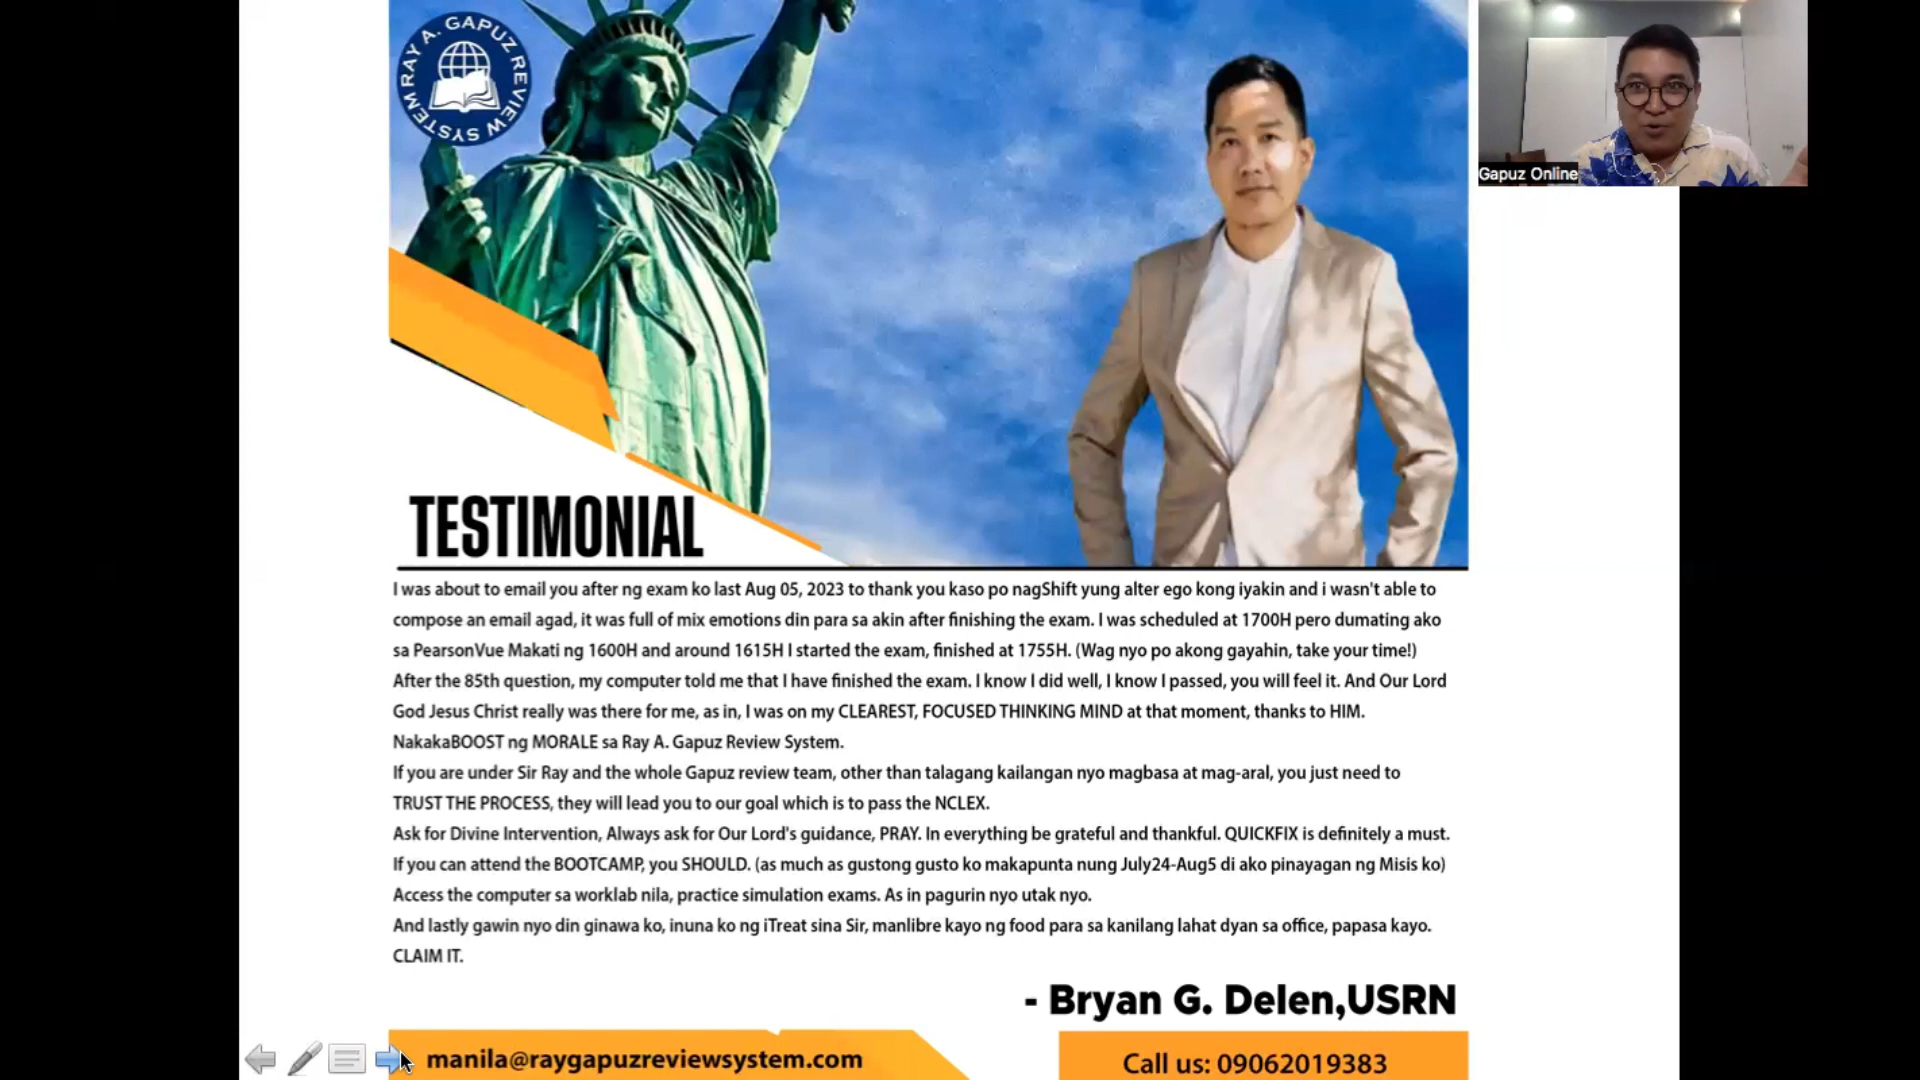 RAY A. GAPUZ REVIEW SYSTEM
Gapuz Online
TESTIMONIAL
I was about to email you after ng exam ko last Aug 05, 2023 to thank you kaso po nagShift yung alter ego kong iyakin and i wasn't able to
compose an email agad, it was full of mix emotions din para sa akin after finishing the exam. I was scheduled at 1700H pero dumating ako
sa PearsonVue Makati ng 1600H and around 1615H I started the exam, finished at 1755H. (Wag nyo po akong gayahin, take your time!)
After the 85th question, my computer told me that I have finished the exam. I know I did well, I know I passed, you will feel it. And Our Lord
God Jesus Christ really was there for me, as in, I was on my CLEAREST, FOCUSED THINKING MIND at that moment, thanks to HIM.
NakakaBOOST ng MORALE sa Ray A. Gapuz Review System.
If you are under Sir Ray and the whole Gapuz review team, other than talagang kailangan nyo magbasa at mag-aral, you just need to
TRUST THE PROCESS, they will lead you to our goal which is to pass the NCLEX.
Ask for Divine Intervention, Always ask for Our Lord's guidance, PRAY. In everything be grateful and thankful. QUICKFIX is definitely a must.
If you can attend the BOOTCAMP, you SHOULD. (as much as gustong gusto ko makapunta nung July24-Aug5 di ako pinayagan ng Misis ko)
Access the computer sa worklab nila, practice simulation exams. As in pagurin nyo utak nyo.
And lastly gawin nyo din ginawa ko, inuna ko ng iTreat sina Sir, manlibre kayo ng food para sa kanilang lahat dyan sa office, papasa kayo.
CLAIM IT.
- Bryan G. Delen,USRN
manila@raygapuzreviewsystem.com
Call us: 09062019383